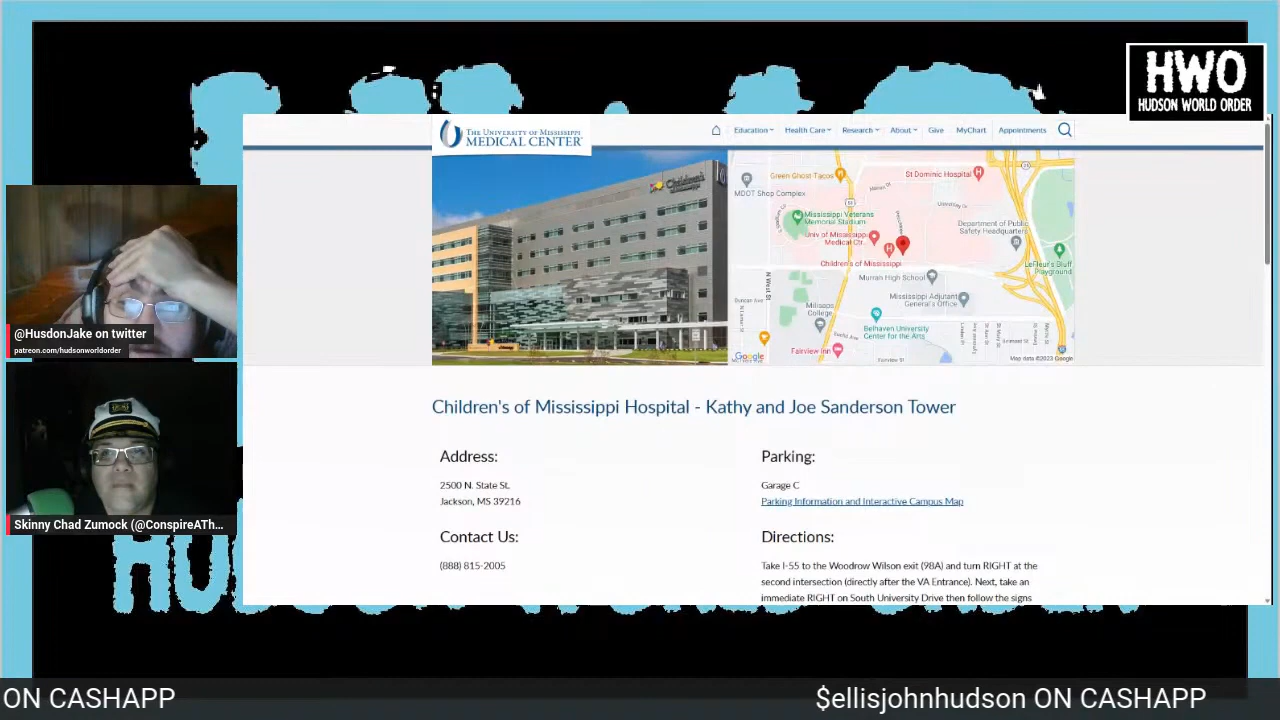 HWO
HUDSON WORLD ORDER
THE UNIVERSITY OF MISSISSIPPI
MEDICAL CENTER
Education
Health Care
Research
About
Give
MyChart
Appointments
Children's
Green Ghost Tacos
St Dominic Hospital
MDOT Shop Complex
Mississippi Veterans
Memorial Stadium
University Dr
Univ of Mississippi
Medical Ctr
Department of Public
Safety Headquarters
Children's of Mississippi
LeFleur's Bluff
Playground
Murrah High School
N West St
Mississippi Adjutant
General's Office
Millsaps
College
Belhaven University
Center for the Arts
Fairview Inn
Fairview St
Google
Map data ©2023 Google
@HusdonJake on twitter
patreon.com/hudsonworldorder
Children's of Mississippi Hospital - Kathy and Joe Sanderson Tower
Address:
Parking:
2500 N. State St.
Jackson, MS 39216
Garage C
Parking Information and Interactive Campus Map
Skinny Chad Zumock (@ConspireATh...
Contact Us:
Directions:
(888) 815-2005
Take I-55 to the Woodrow Wilson exit (98A) and turn RIGHT at the
second intersection (directly after the VA Entrance). Next, take an
immediate RIGHT on South University Drive then follow the signs
ON CASHAPP
$ellisjohnhudson ON CASHAPP